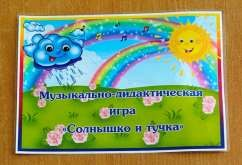 Музыкально-дидактическая
игра
«Солнышко и тучка»